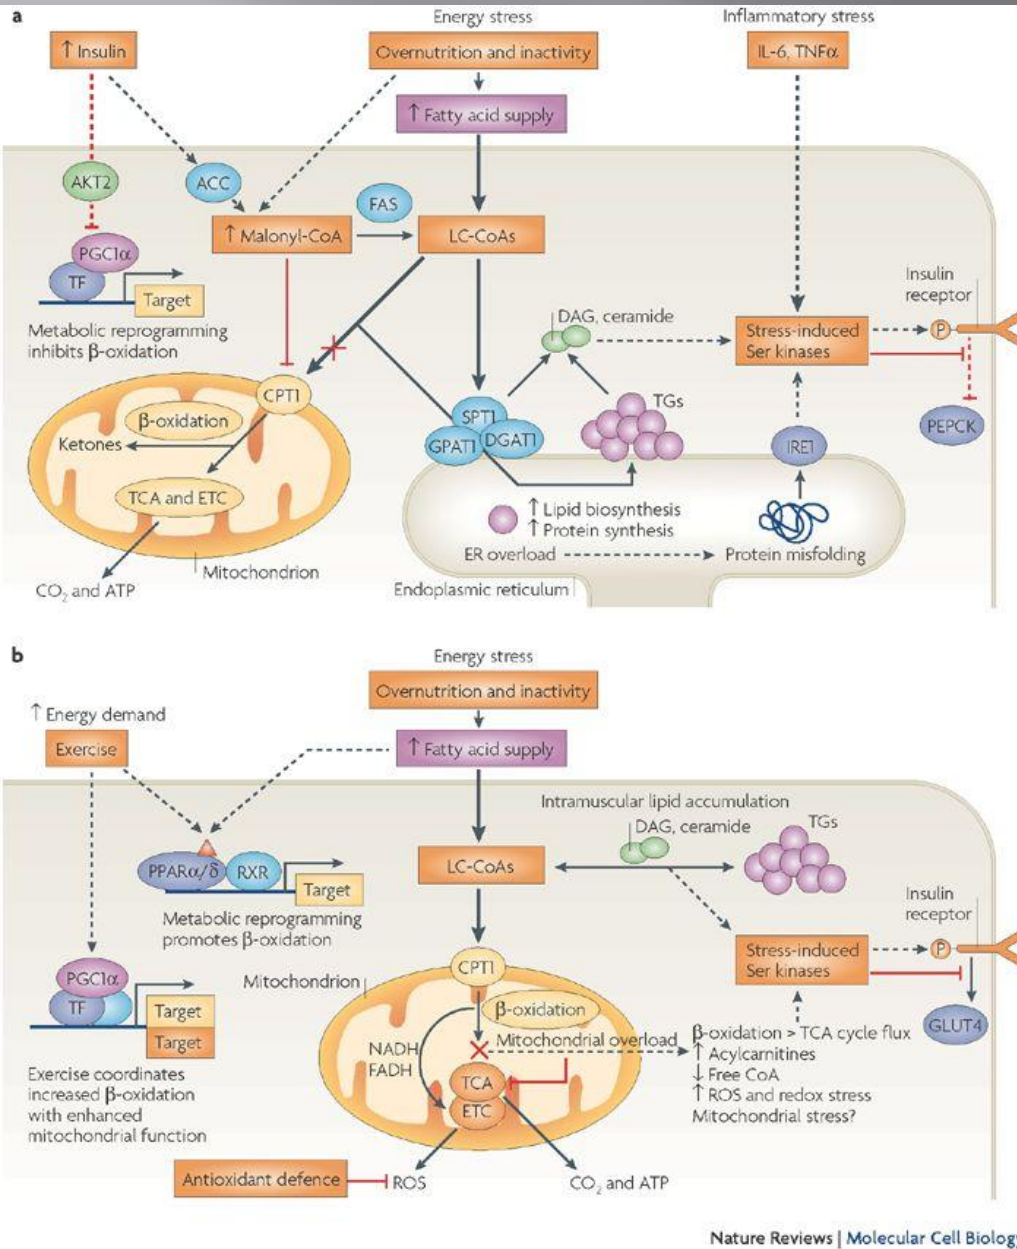 a
Energy stress
Inflammatory stress
↑ Insulin
Overnutrition and inactivity
IL-6, TNFα
↑ Fatty acid supply
AKT2
ACC
FAS
↑ Malonyl-CoA
LC-CoAs
PGC1α
TF
Target
Metabolic reprogramming
inhibits β-oxidation
DAG, ceramide
Stress-induced
Ser kinases
Insulin
receptor
P
CPT1
β-oxidation
Ketones
TCA and ETC
Mitochondrion
CO₂ and ATP
SPT1
GPAT1
DGAT1
TGs
IRE1
PEPCK
↑ Lipid biosynthesis
↑ Protein synthesis
ER overload
Protein misfolding
Endoplasmic reticulum
b
Energy stress
Overnutrition and inactivity
↑ Energy demand
Exercise
↑ Fatty acid supply
Intramuscular lipid accumulation
DAG, ceramide
TGs
PPARα/δ
RXR
Target
LC-CoAs
Metabolic reprogramming
promotes β-oxidation
Insulin
receptor
Stress-induced
Ser kinases
P
GLUT4
PGC1α
TF
Target
Target
Exercise coordinates
increased β-oxidation
with enhanced
mitochondrial function
Mitochondrion
CPT1
β-oxidation
Mitochondrial overload
NADH
FADH
TCA
ETC
β-oxidation > TCA cycle flux
↑ Acylcarnitines
↓ Free CoA
↑ ROS and redox stress
Mitochondrial stress?
Antioxidant defence
ROS
CO₂ and ATP
Nature Reviews | Molecular Cell Biology